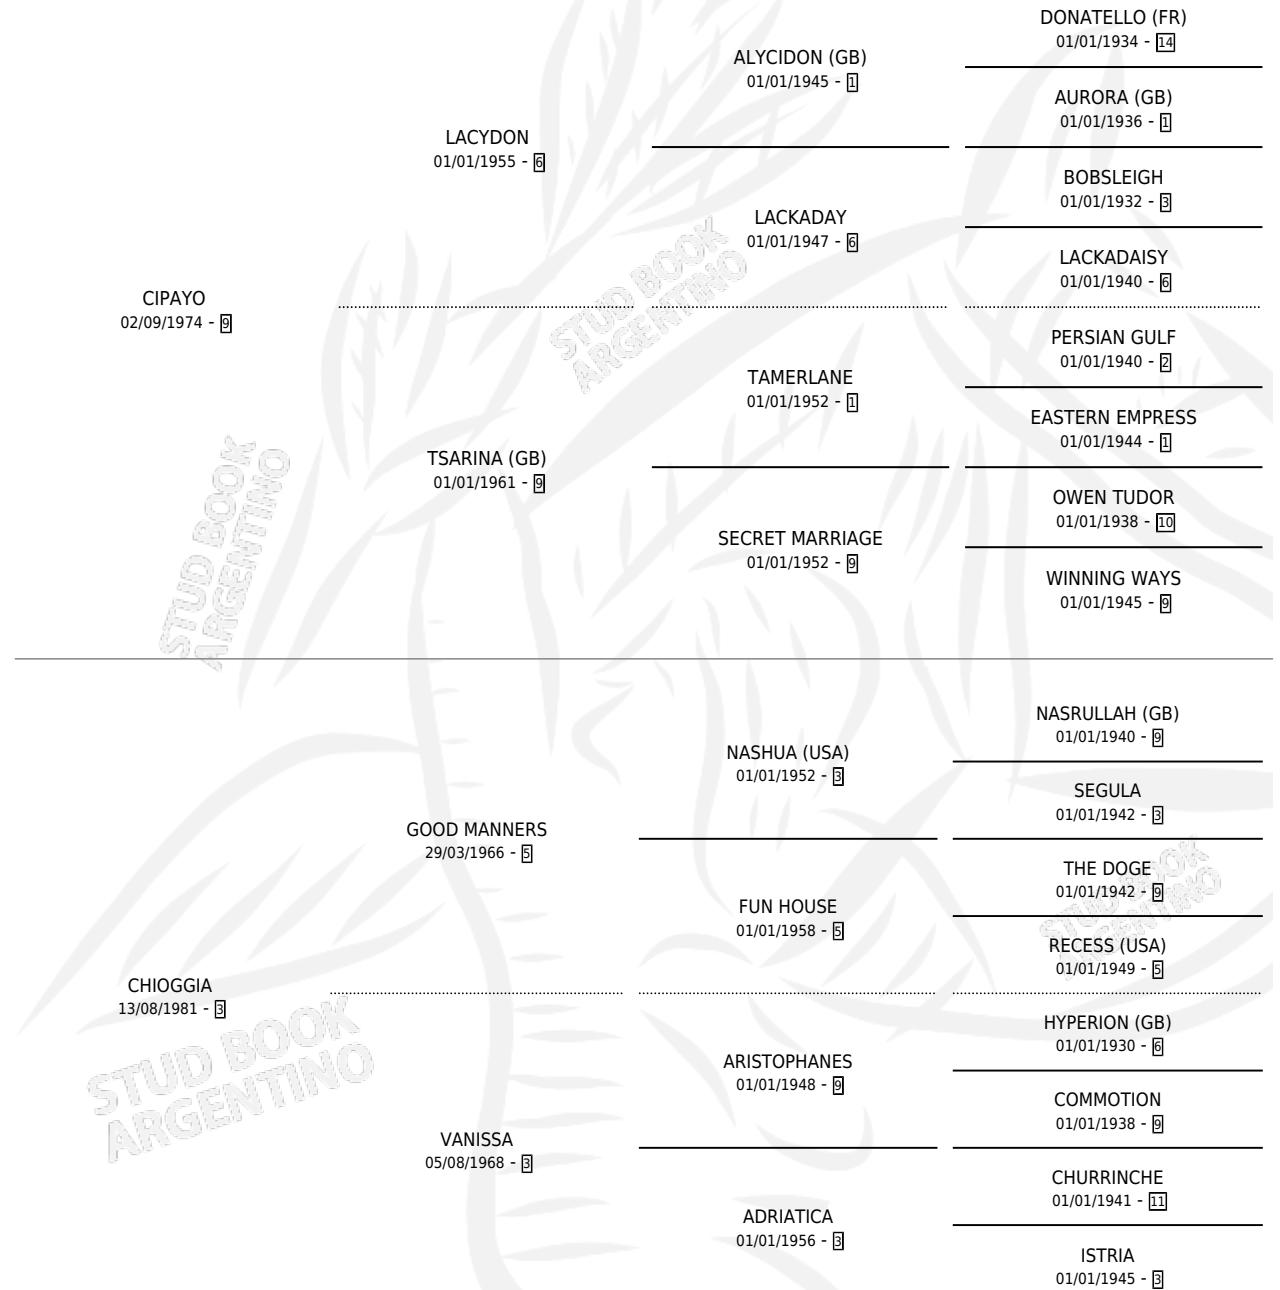 DONATELLO (FR)
01/01/1934 - 14
ALYCIDON (GB)
01/01/1945 - 1
AURORA (GB)
01/01/1936 - 1
LACYDON
01/01/1955 - 6
BOBSLEIGH
01/01/1932 - 3
LACKADAY
01/01/1947 - 6
LACKADAISY
01/01/1940 - 6
CIPAYO
02/09/1974 - 9
STUD BOOK
ARGENTINO
PERSIAN GULF
01/01/1940 - 2
TAMERLANE
01/01/1952 - 1
EASTERN EMPRESS
01/01/1944 - 1
TSARINA (GB)
01/01/1961 - 9
OWEN TUDOR
01/01/1938 - 10
SECRET MARRIAGE
01/01/1952 - 9
WINNING WAYS
01/01/1945 - 9
STUD BOOK
ARGENTINO
NASRULLAH (GB)
01/01/1940 - 9
NASHUA (USA)
01/01/1952 - 3
SEGULA
01/01/1942 - 3
GOOD MANNERS
29/03/1966 - 5
THE DOGE
01/01/1942 - 9
FUN HOUSE
01/01/1958 - 5
RECESS (USA)
01/01/1949 - 5
STUD BOOK
ARGENTINO
CHIOGGIA
13/08/1981 - 3
HYPERION (GB)
01/01/1930 - 6
ARISTOPHANES
01/01/1948 - 9
COMMOTION
01/01/1938 - 9
STUD BOOK
ARGENTINO
VANISSA
05/08/1968 - 3
CHURRINCHE
01/01/1941 - 11
ADRIATICA
01/01/1956 - 3
ISTRIA
01/01/1945 - 3